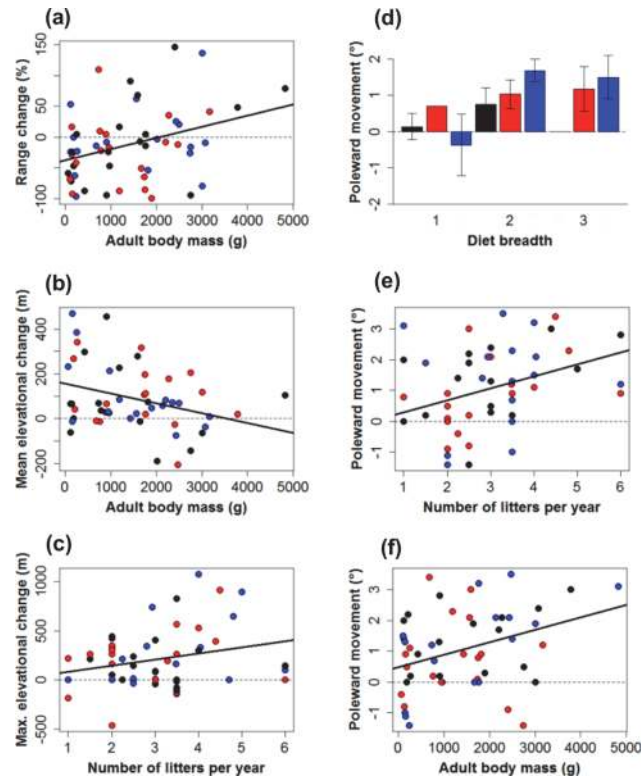 (a)
Range change (%)
150
50
0
-100
0 1000 2000 3000 4000 5000
Adult body mass (g)
(d)
Poleward movement (°)
2
1
0
-1
-2
1 2 3
Diet breadth
(b)
Mean elevational change (m)
400
200
0
-200
0 1000 2000 3000 4000 5000
Adult body mass (g)
(e)
Poleward movement (°)
3
2
1
0
-1
1 2 3 4 5 6
Number of litters per year
(c)
Max. elevational change (m)
1000
500
0
-500
1 2 3 4 5 6
Number of litters per year
(f)
Poleward movement (°)
3
2
1
0
-1
0 1000 2000 3000 4000 5000
Adult body mass (g)